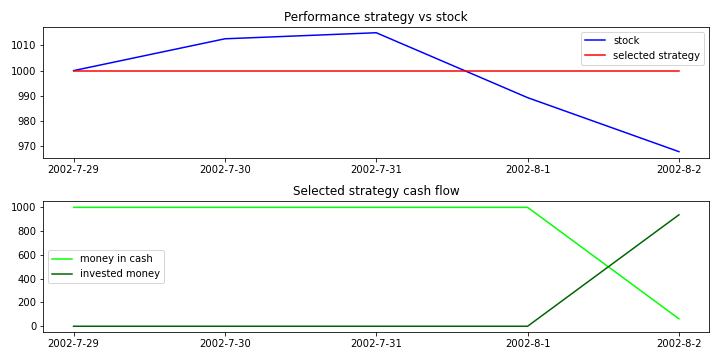 Performance strategy vs stock
stock
selected strategy
1010
1000
990
980
970
2002-7-29 2002-7-30 2002-7-31 2002-8-1 2002-8-2
Selected strategy cash flow
1000
800
600
400
200
0
money in cash
invested money
2002-7-29 2002-7-30 2002-7-31 2002-8-1 2002-8-2